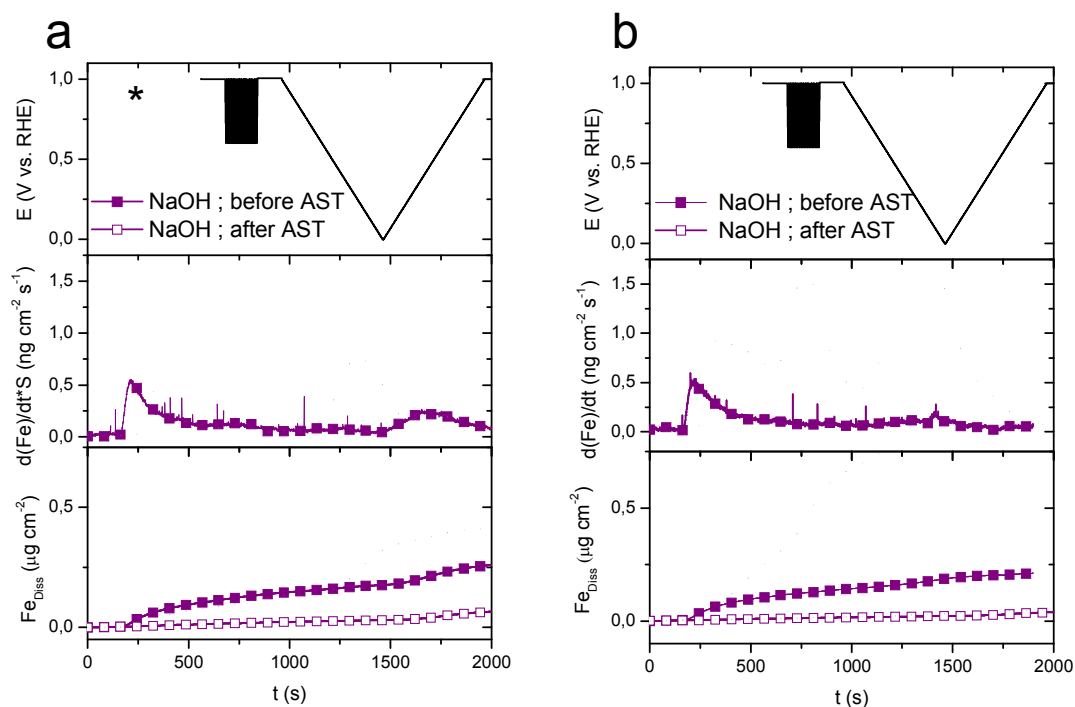 a
*
E (V vs. RHE)
1,0
0,5
0,0
NaOH ; before AST
NaOH ; after AST
d(Fe)/dt*S (ng cm⁻² s⁻¹)
1,5
1,0
0,5
0,0
Fe_Diss (µg cm⁻²)
0,5
0,0
0 500 1000 1500 2000
t (s)
b
E (V vs. RHE)
1,0
0,5
0,0
NaOH ; before AST
NaOH ; after AST
d(Fe)/dt (ng cm⁻² s⁻¹)
1,5
1,0
0,5
0,0
Fe_Diss (µg cm⁻²)
0,5
0,0
0 500 1000 1500 2000
t (s)